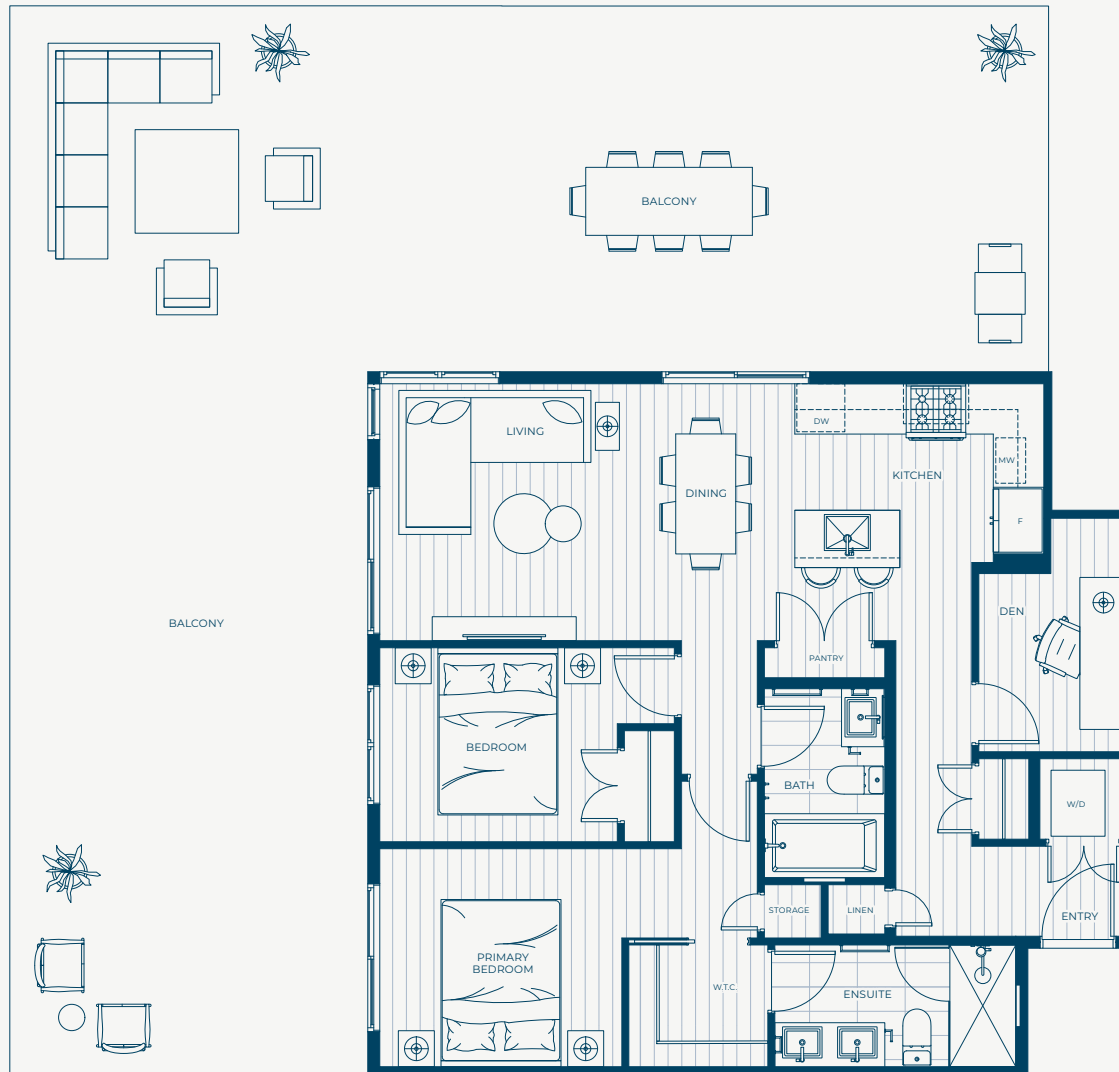 BALCONY
LIVING
DW
KITCHEN
MW
DINING
F
DEN
BALCONY
PANTRY
BEDROOM
BATH
W/D
STORAGE
LINEN
ENTRY
PRIMARY
BEDROOM
W.T.C.
ENSUITE